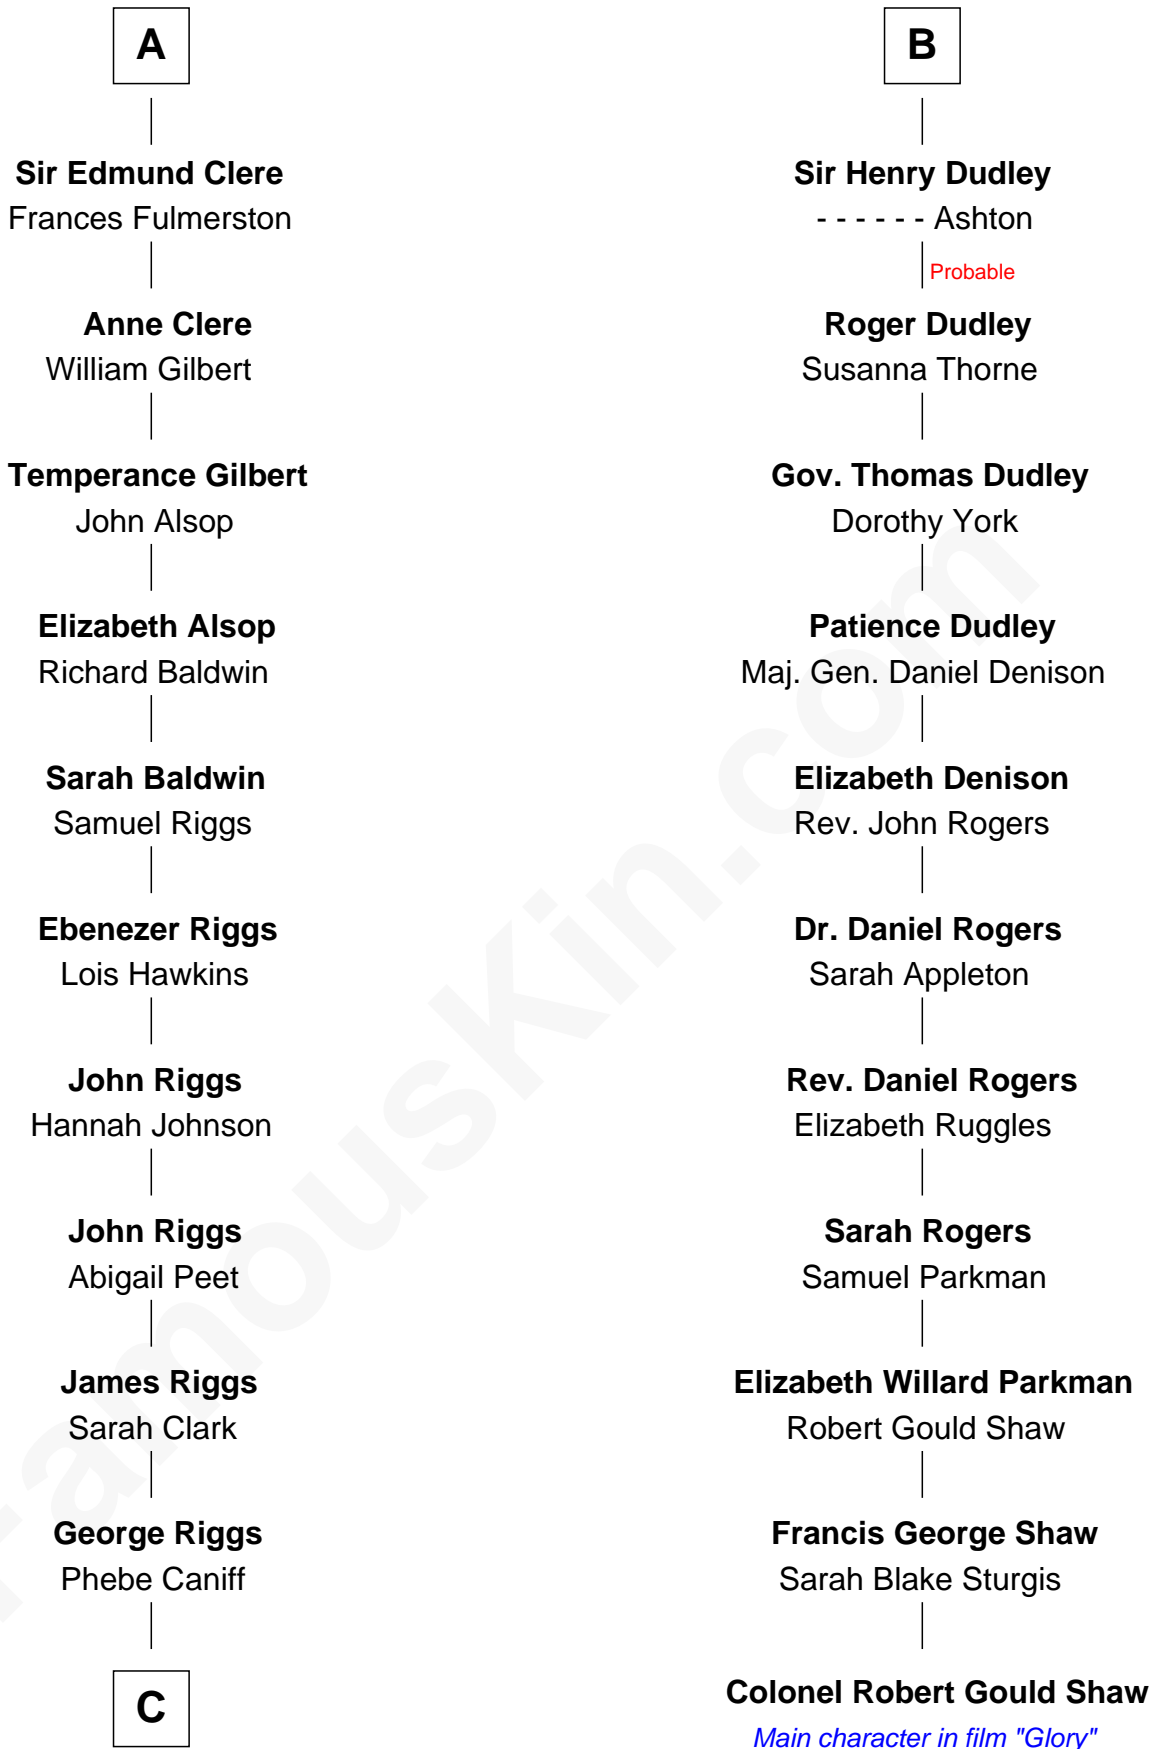 A
Sir Edmund Clere
Frances Fulmerston
Anne Clere
William Gilbert
Temperance Gilbert
John Alsop
Elizabeth Alsop
Richard Baldwin
Sarah Baldwin
Samuel Riggs
Ebenezer Riggs
Lois Hawkins
John Riggs
Hannah Johnson
John Riggs
Abigail Peet
James Riggs
Sarah Clark
George Riggs
Phebe Caniff
C
B
Sir Henry Dudley
- - - - - - Ashton
Probable
Roger Dudley
Susanna Thorne
Gov. Thomas Dudley
Dorothy York
Patience Dudley
Maj. Gen. Daniel Denison
Elizabeth Denison
Rev. John Rogers
Dr. Daniel Rogers
Sarah Appleton
Rev. Daniel Rogers
Elizabeth Ruggles
Sarah Rogers
Samuel Parkman
Elizabeth Willard Parkman
Robert Gould Shaw
Francis George Shaw
Sarah Blake Sturgis
Colonel Robert Gould Shaw
Main character in film "Glory"
FamousKin.com